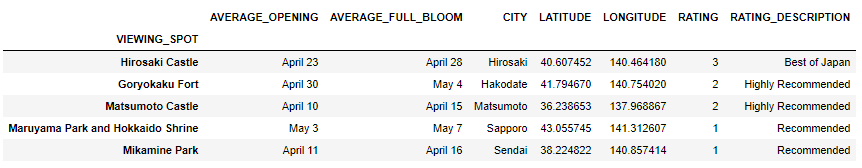 AVERAGE_OPENING AVERAGE_FULL_BLOOM CITY LATITUDE LONGITUDE RATING RATING_DESCRIPTION
VIEWING_SPOT
Hirosaki Castle April 23 April 28 Hirosaki 40.607452 140.464180 3 Best of Japan
Goryokaku Fort April 30 May 4 Hakodate 41.794670 140.754020 2 Highly Recommended
Matsumoto Castle April 10 April 15 Matsumoto 36.238653 137.968867 2 Highly Recommended
Maruyama Park and Hokkaido Shrine May 3 May 7 Sapporo 43.055745 141.312607 1 Recommended
Mikamine Park April 11 April 16 Sendai 38.224822 140.857414 1 Recommended